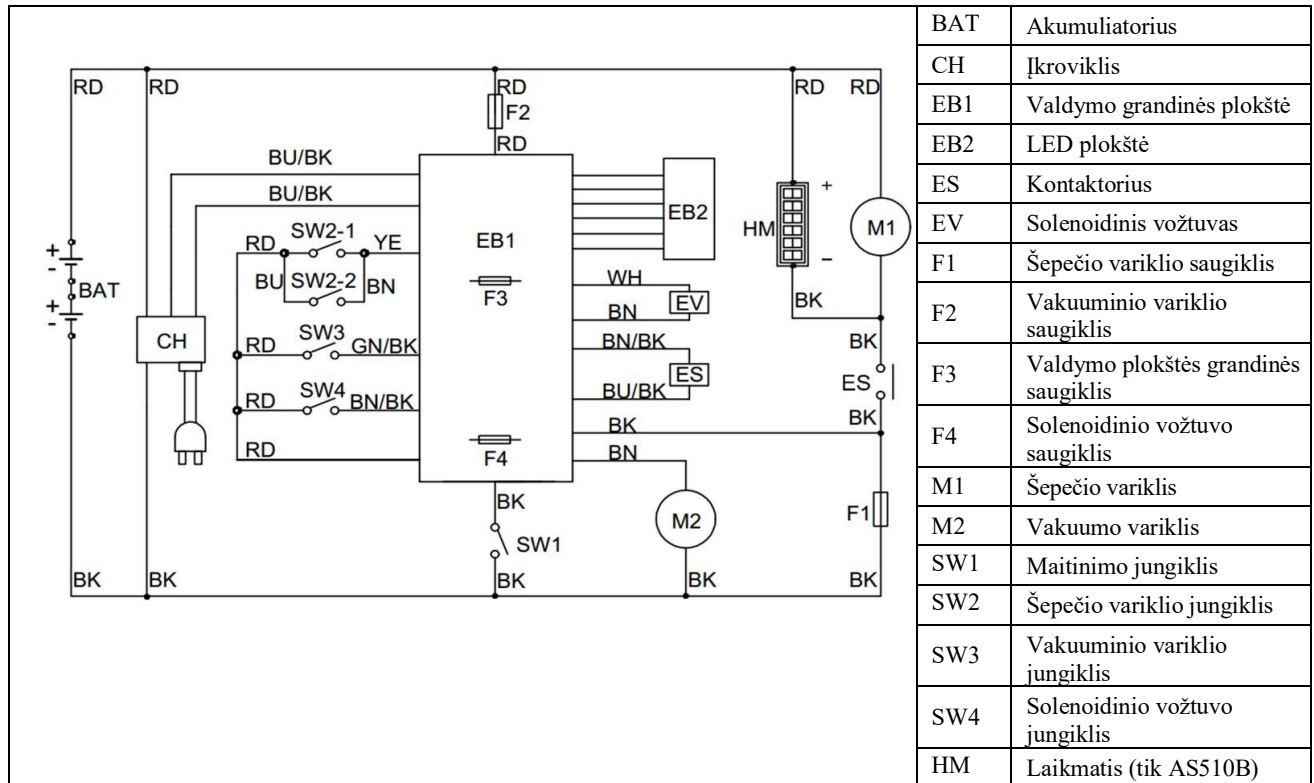 RD RD RD RD RD
F2
RD
BU/BK
BU/BK
SW2-1
RD YE
BU SW2-2 BN
EB1
F3
EB2
+
HM
−
M1
+
-
BAT
+
-
WH
EV
BN
BK
CH
SW3
RD GN/BK
BN/BK
ES
BU/BK
BK
ES
BK
SW4
RD BN/BK
RD
F4
BK
BN
BK
SW1
M2
F1
BK BK BK BK BK
BAT Akumuliatorius
CH Įkroviklis
EB1 Valdymo grandinės plokštė
EB2 LED plokštė
ES Kontaktorius
EV Solenoidinis vožtuvas
F1 Šepečio variklio saugiklis
F2 Vakuuminio variklio
saugiklis
F3 Valdymo plokštės grandinės
saugiklis
F4 Solenoidinio vožtuvo
saugiklis
M1 Šepečio variklis
M2 Vakuumo variklis
SW1 Maitinimo jungiklis
SW2 Šepečio variklio jungiklis
SW3 Vakuuminio variklio
jungiklis
SW4 Solenoidinio vožtuvo
jungiklis
HM Laikmatis (tik AS510B)